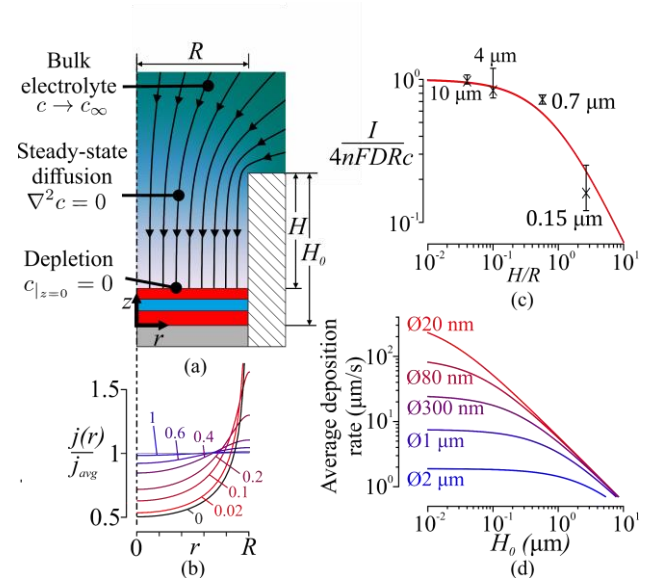 Bulk
electrolyte
c → c∞
Steady-state
diffusion
∇²c = 0
Depletion
c|z=0 = 0
R
H
H₀
z
r
(a)
1.5
1
0.5
j(r)
javg
1
0.6
0.4
0.2
0.1
0.02
0
0
r
R
(b)
I
4nFDRc
10⁰
10⁻¹
10 μm
4 μm
0.7 μm
0.15 μm
10⁻²
10⁻¹
10⁰
10¹
H/R
(c)
Average deposition
rate (μm/s)
10²
10¹
10⁰
Ø20 nm
Ø80 nm
Ø300 nm
Ø1 μm
Ø2 μm
10⁻²
10⁻¹
10⁰
10¹
H₀ (μm)
(d)